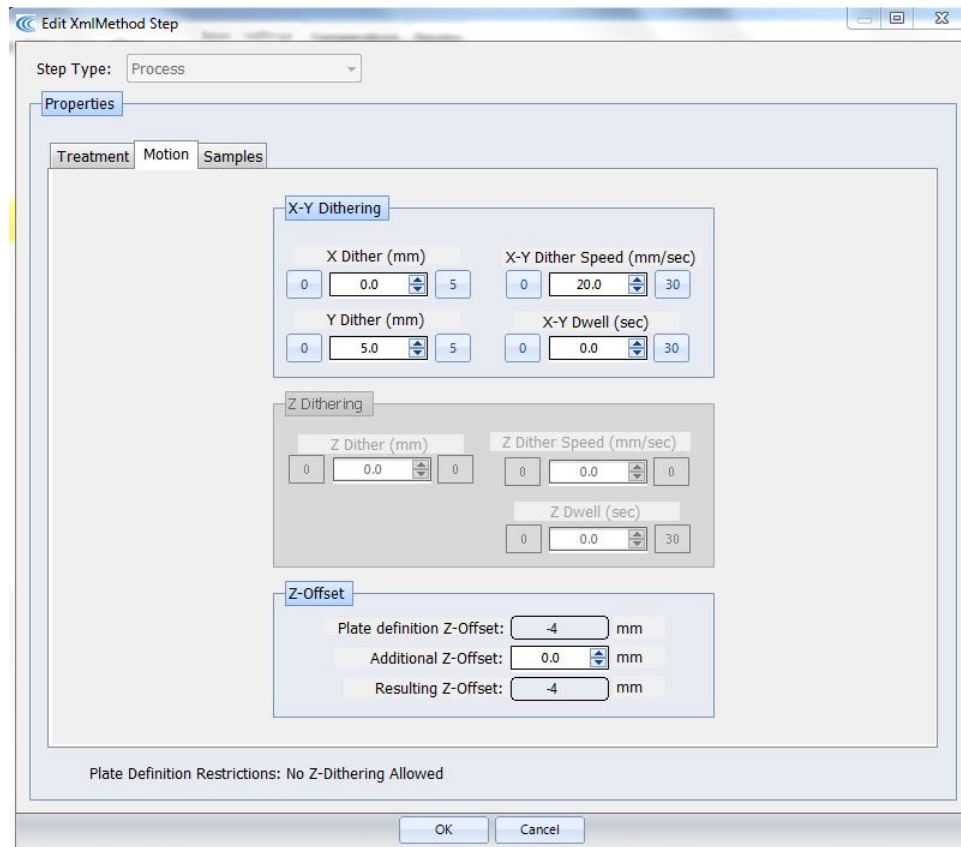 Edit XmlMethod Step
Step Type: Process
Properties
Treatment Motion Samples
X-Y Dithering
X Dither (mm) X-Y Dither Speed (mm/sec)
0 0.0 5 0 20.0 30
Y Dither (mm) X-Y Dwell (sec)
0 5.0 5 0 0.0 30
Z Dithering
Z Dither (mm) Z Dither Speed (mm/sec)
0 0.0 0 0 0.0 0
Z Dwell (sec)
0 0.0 30
Z-Offset
Plate definition Z-Offset: -4 mm
Additional Z-Offset: 0.0 mm
Resulting Z-Offset: -4 mm
Plate Definition Restrictions: No Z-Dithering Allowed
OK Cancel